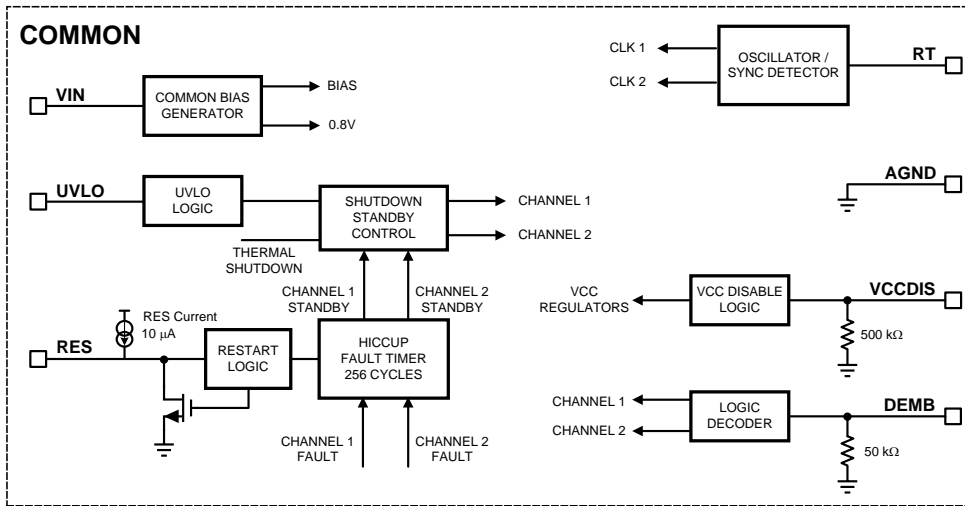 COMMON
CLK 1
CLK 2
OSCILLATOR /
SYNC DETECTOR
RT
VIN
COMMON BIAS
GENERATOR
BIAS
0.8V
UVLO
UVLO
LOGIC
SHUTDOWN
STANDBY
CONTROL
CHANNEL 1
CHANNEL 2
AGND
THERMAL
SHUTDOWN
CHANNEL 1
STANDBY
CHANNEL 2
STANDBY
VCC
REGULATORS
VCC DISABLE
LOGIC
VCCDIS
500 kΩ
RES Current
10 μA
RES
RESTART
LOGIC
HICCUP
FAULT TIMER
256 CYCLES
CHANNEL 1
FAULT
CHANNEL 2
FAULT
CHANNEL 1
CHANNEL 2
LOGIC
DECODER
DEMB
50 kΩ